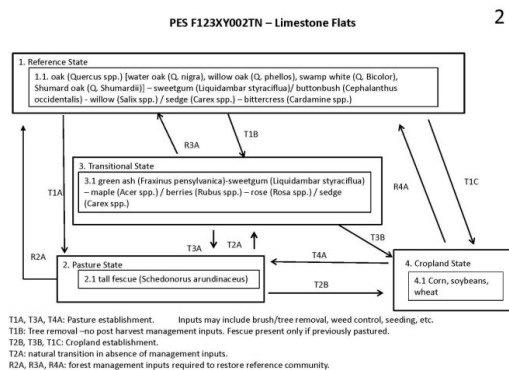 PES F123XY002TN – Limestone Flats
2
1. Reference State
1.1. oak (Quercus spp.) [water oak (Q. nigra), willow oak (Q. phellos), swamp white (Q. Bicolor),
Shumard oak (Q. Shumardii)] – sweetgum (Liquidambar styraciflua)/ buttonbush (Cephalanthus
occidentalis) - willow (Salix spp.) / sedge (Carex spp.) - bittercress (Cardamine spp.)
R3A
T1B
3. Transitional State
3.1 green ash (Fraxinus pensylvanica)-sweetgum (Liquidambar styraciflua)
– maple (Acer spp.) / berries (Rubus spp.) – rose (Rosa spp.) / sedge
(Carex spp.)
T1A
R4A
T1C
R2A
T3A
T2A
T3B
T4A
2. Pasture State
2.1 tall fescue (Schedonorus arundinaceus)
T2B
4. Cropland State
4.1 Corn, soybeans,
wheat
T1A, T3A, T4A: Pasture establishment. Inputs may include brush/tree removal, weed control, seeding, etc.
T1B: Tree removal –no post harvest management inputs. Fescue present only if previously pastured.
T2B, T3B, T1C: Cropland establishment.
T2A: natural transition in absence of management inputs.
R2A, R3A, R4A: forest management inputs required to restore reference community.